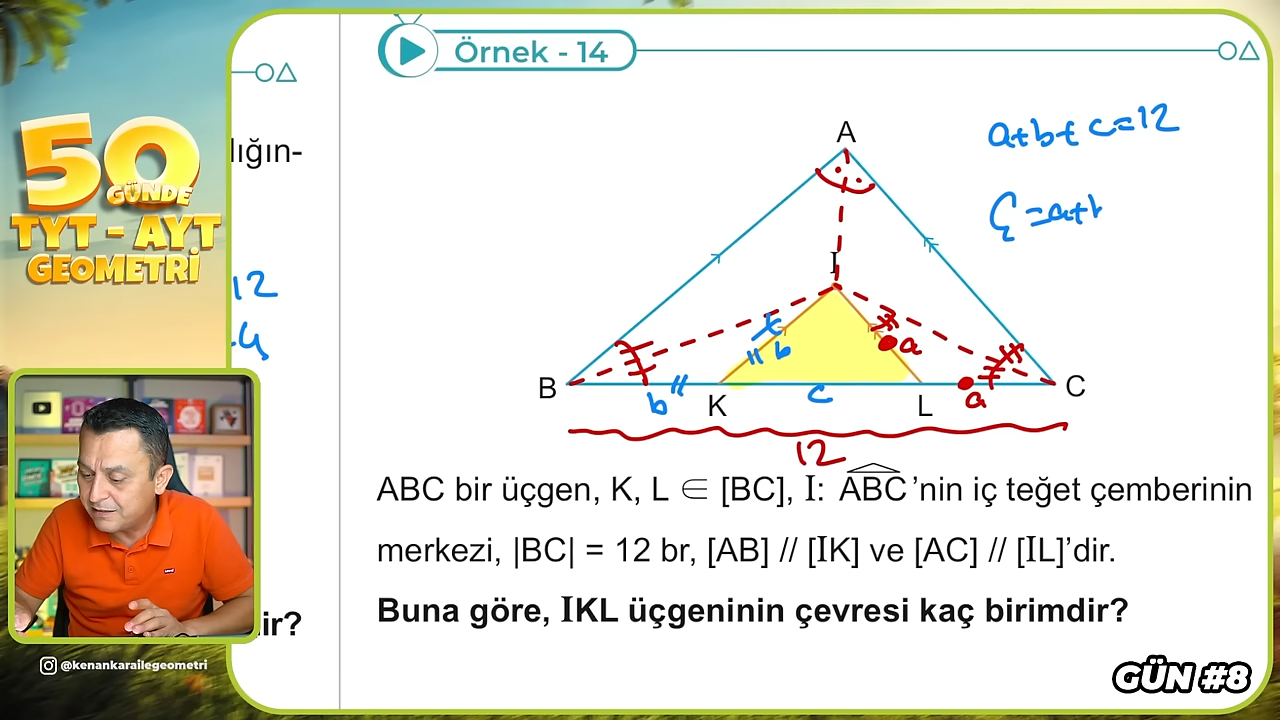 Örnek - 14
50
GÜNDE
TYT - AYT
GEOMETRİ
lığın-
12
ir?
A
I
B
K
L
C
a+b+c=12
Ç=a+b
b
b
c
a
a
12
ABC bir üçgen, K, L ∈ [BC], I: ABC'nin iç teğet çemberinin
merkezi, |BC| = 12 br, [AB] // [IK] ve [AC] // [IL]'dir.
Buna göre, IKL üçgeninin çevresi kaç birimdir?
@kenankarailegeometri
GÜN #8